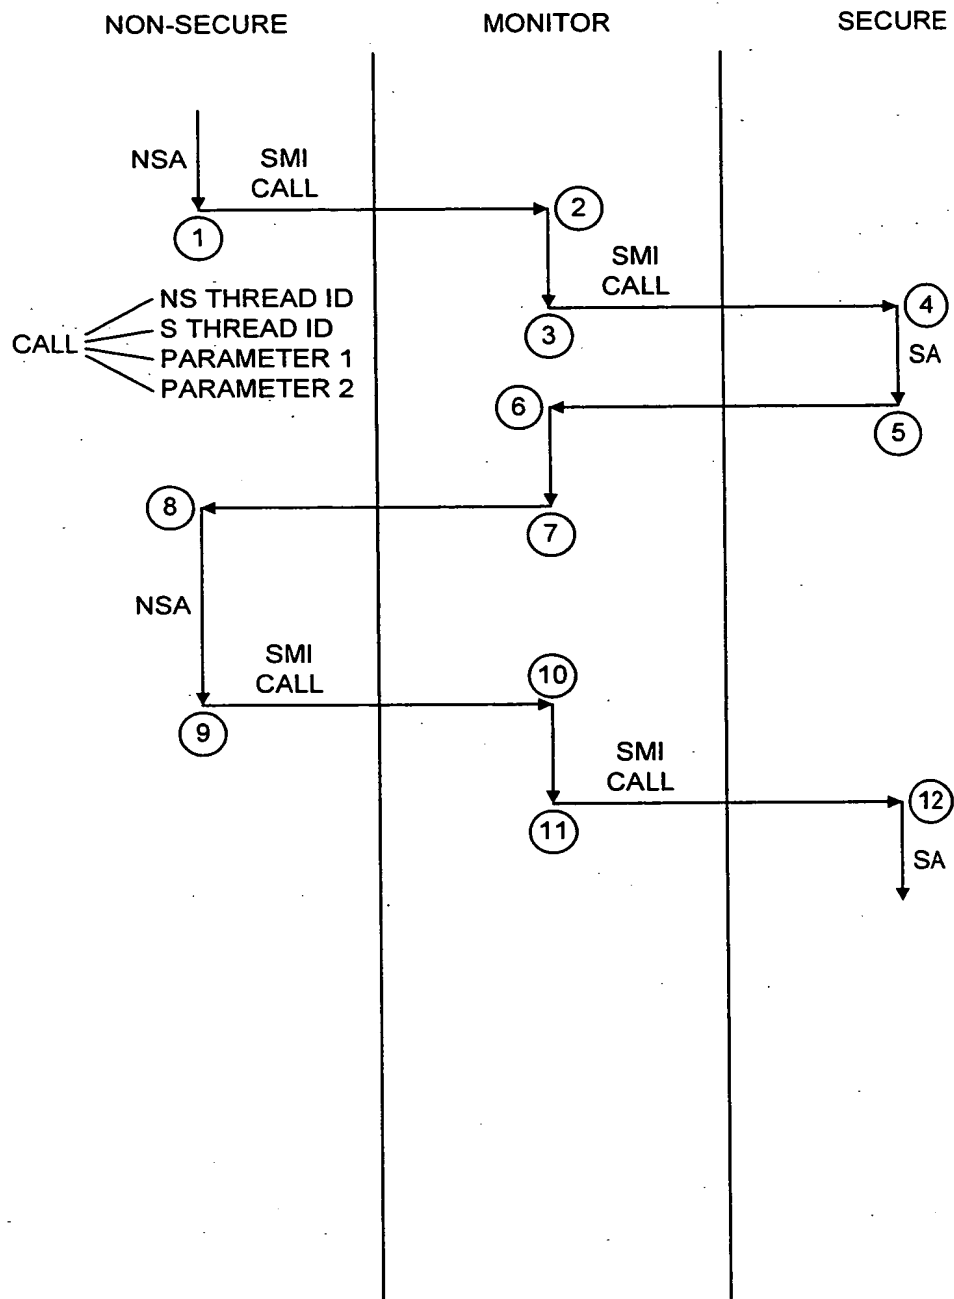 NON-SECURE MONITOR SECURE
NSA
SMI
CALL
1
2
SMI
CALL
3
4
SA
NS THREAD ID
S THREAD ID
CALL
PARAMETER 1
PARAMETER 2
6
5
8
7
NSA
SMI
CALL
10
9
SMI
CALL
11
12
SA